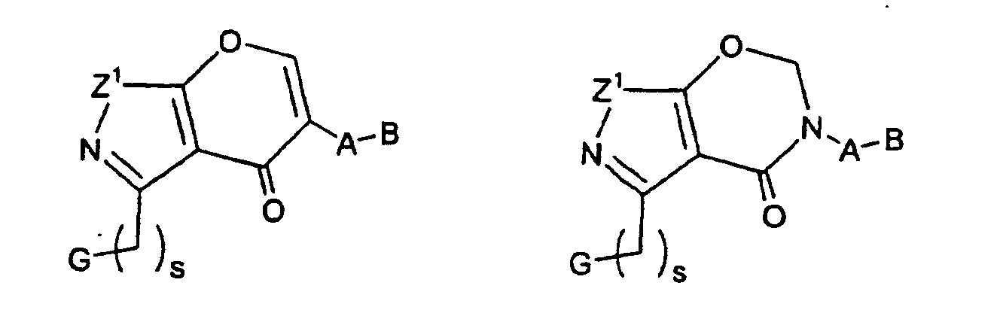 O O
Z¹ Z¹
N A–B N N A–B
O O
G ( )s G ( )s